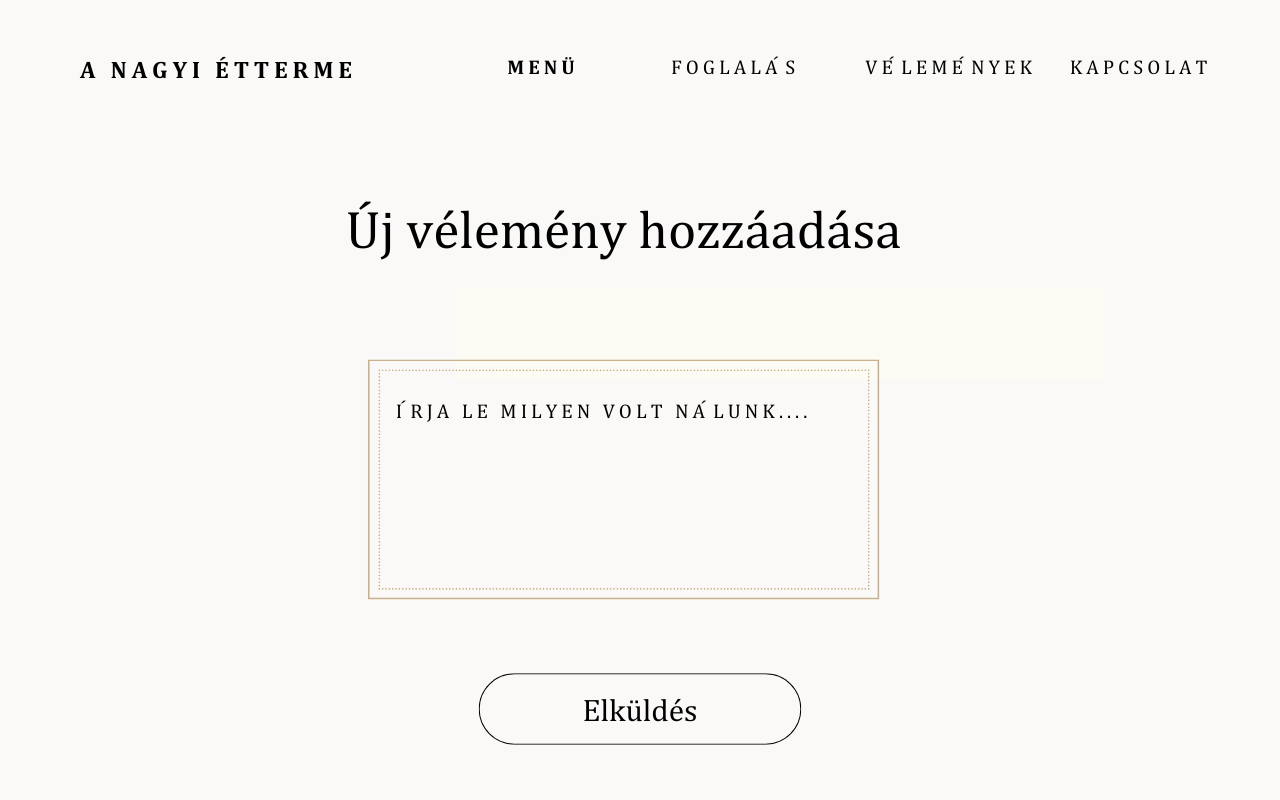 A NAGYI ÉTTERME
MENÜ
FOGLALÁS
VÉLEMÉNYEK
KAPCSOLAT
Új vélemény hozzáadása
ÍRJA LE MILYEN VOLT NÁLUNK....
Elküldés